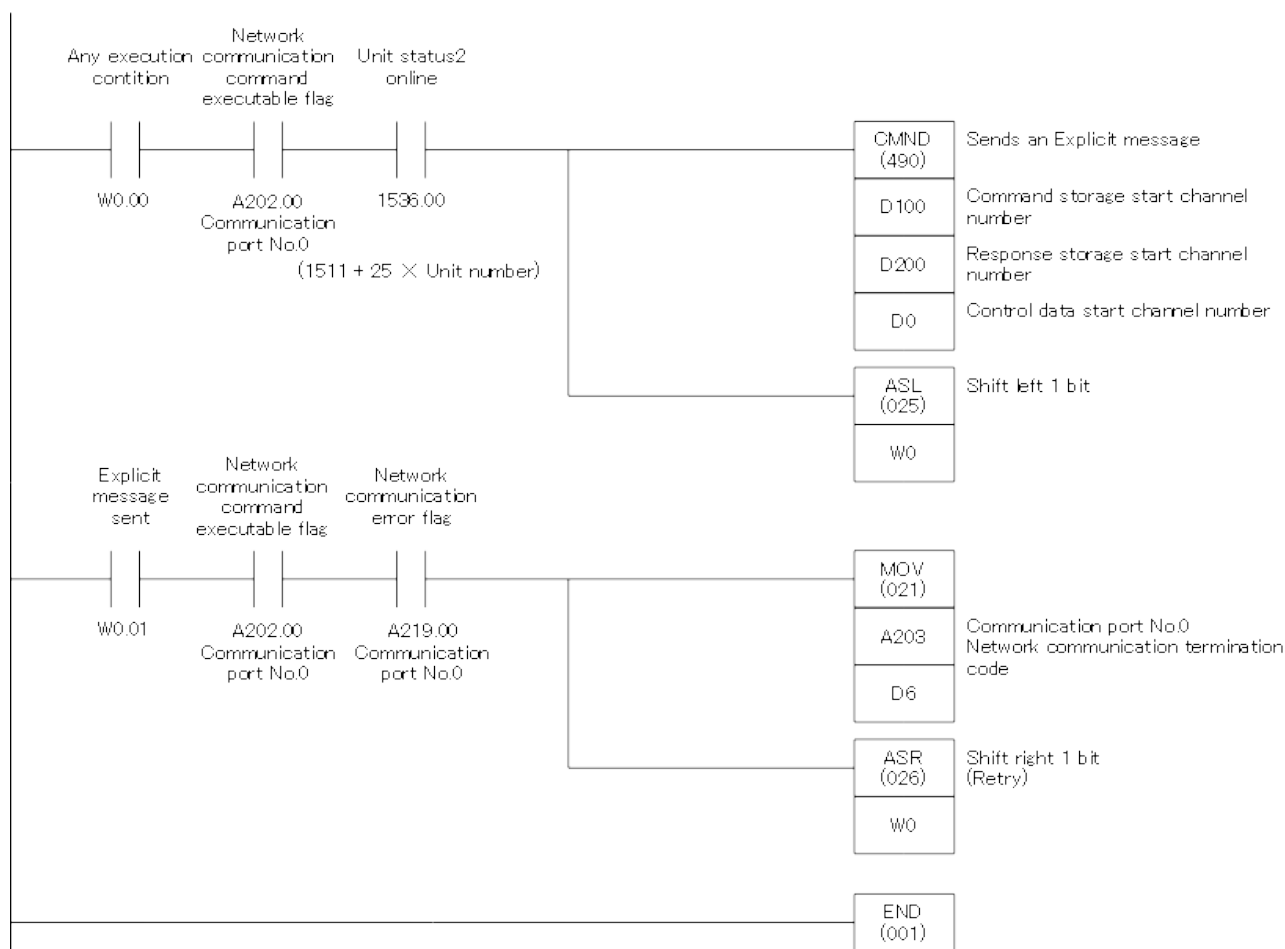 Any execution
contition
Network
communication
command
executable flag
Unit status2
online
W0.00
A202.00
Communication
port No.0
1536.00
(1511 + 25 × Unit number)
CMND
(490)
Sends an Explicit message
D100
Command storage start channel
number
D200
Response storage start channel
number
D0
Control data start channel number
ASL
(025)
Shift left 1 bit
W0
Explicit
message
sent
Network
communication
command
executable flag
Network
communication
error flag
W0.01
A202.00
Communication
port No.0
A219.00
Communication
port No.0
MOV
(021)
A203
Communication port No.0
Network communication termination
code
D6
ASR
(026)
Shift right 1 bit
(Retry)
W0
END
(001)